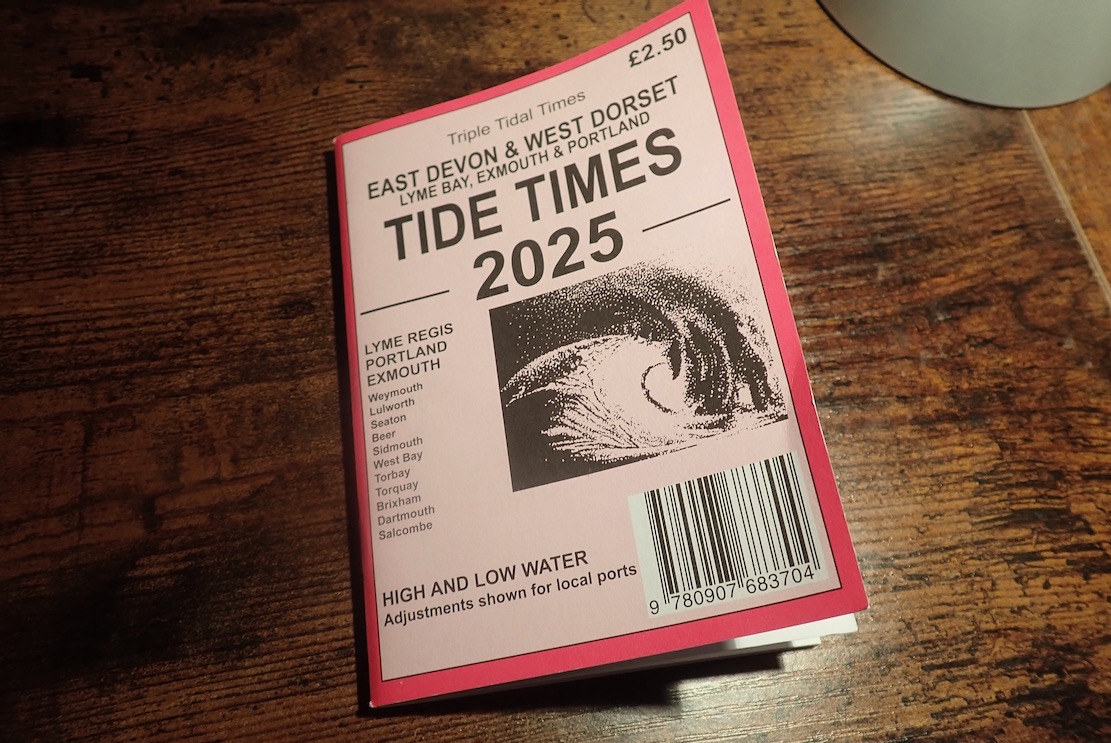 £2.50
Triple Tidal Times
EAST DEVON & WEST DORSET
LYME BAY, EXMOUTH & PORTLAND
TIDE TIMES
2025
LYME REGIS
PORTLAND
EXMOUTH
Weymouth
Lulworth
Seaton
Beer
Sidmouth
West Bay
Torbay
Torquay
Brixham
Dartmouth
Salcombe
HIGH AND LOW WATER
Adjustments shown for local ports
9 780907 683704